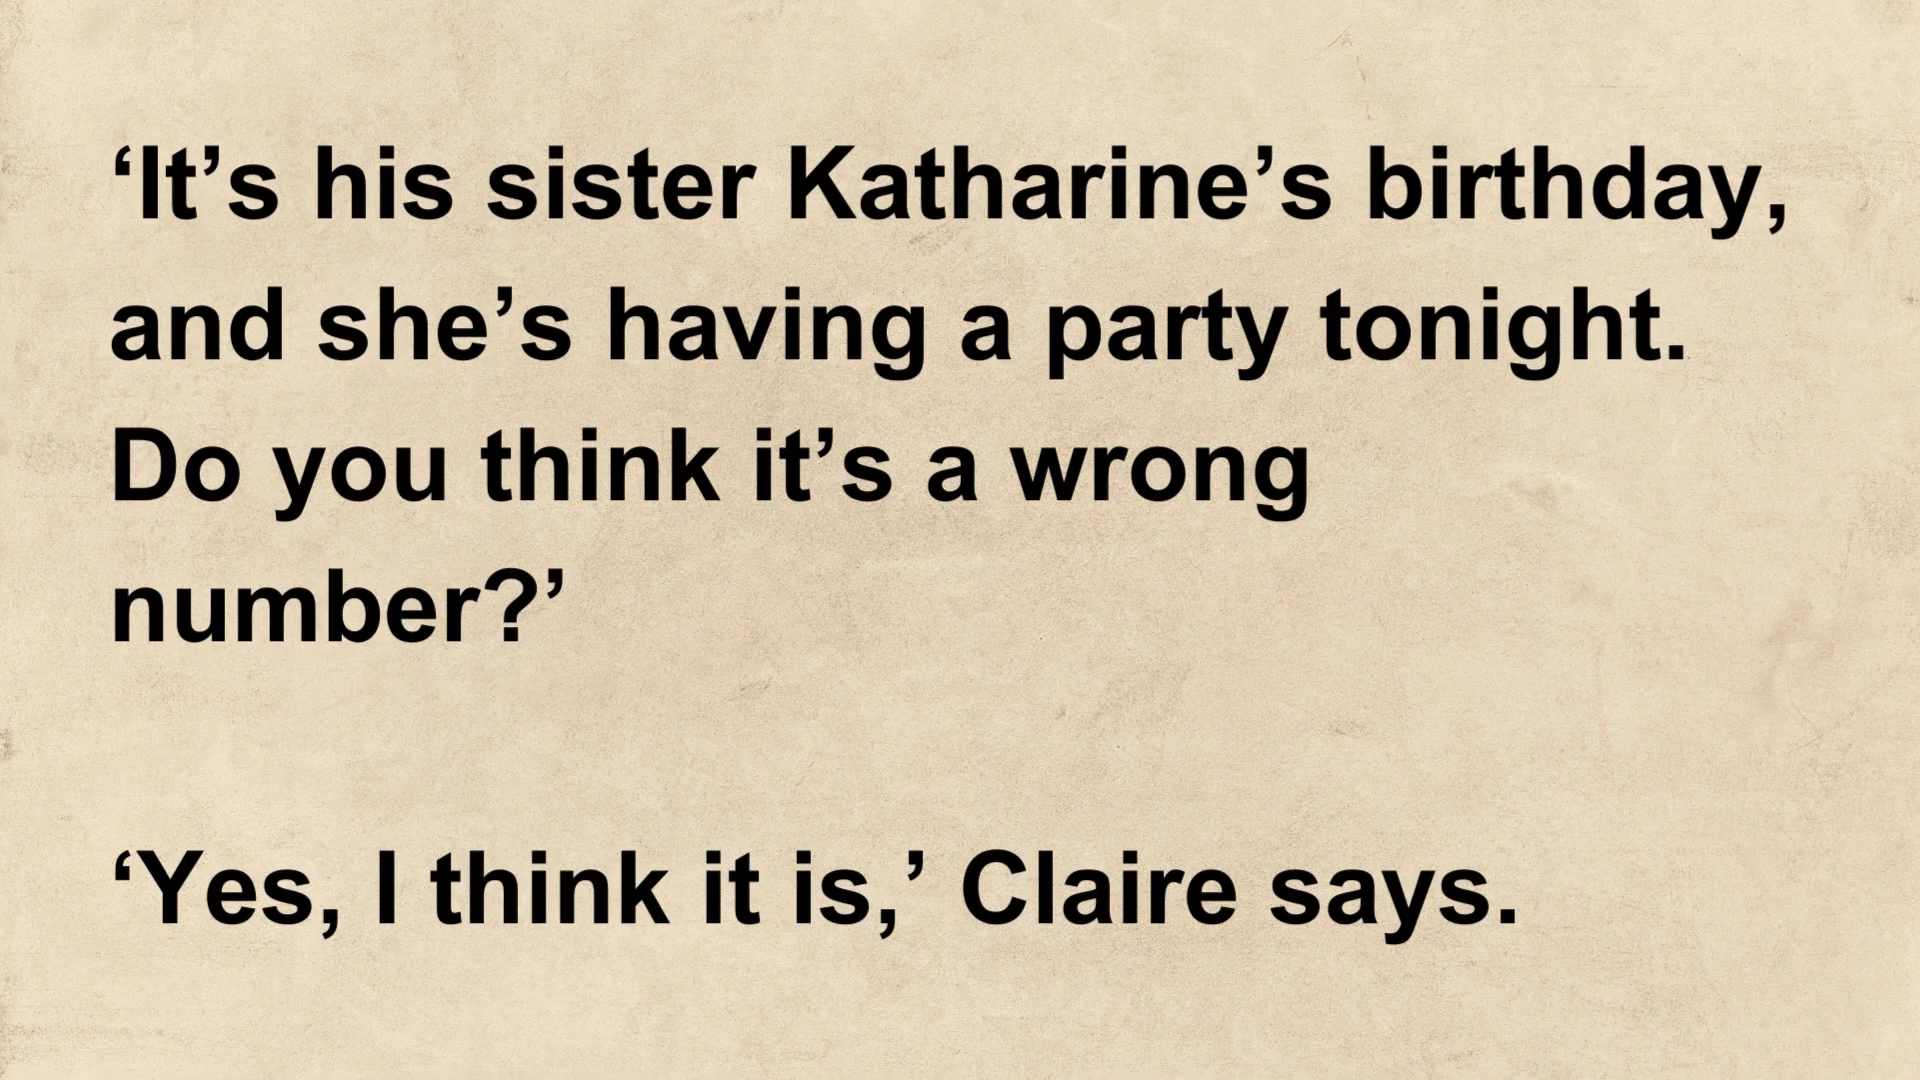 ‘It’s his sister Katharine’s birthday,
and she’s having a party tonight.
Do you think it’s a wrong
number?’
‘Yes, I think it is,’ Claire says.